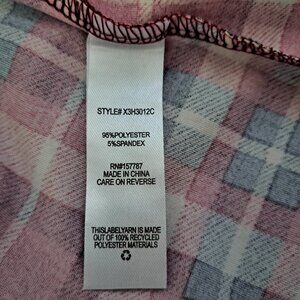 STYLE# X3H3012C
95%POLYESTER
5%SPANDEX
RN#157787
MADE IN CHINA
CARE ON REVERSE
THISLABELYARN IS MADE
OUT OF 100% RECYCLED
POLYESTER MATERIALS